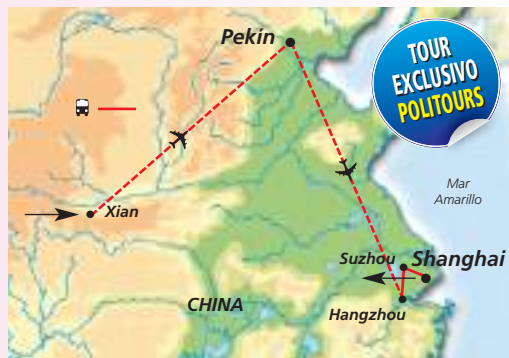 Pekín
TOUR
EXCLUSIVO
POLITOURS
Mar
Amarillo
Xian
Suzhou
Shanghai
CHINA
Hangzhou